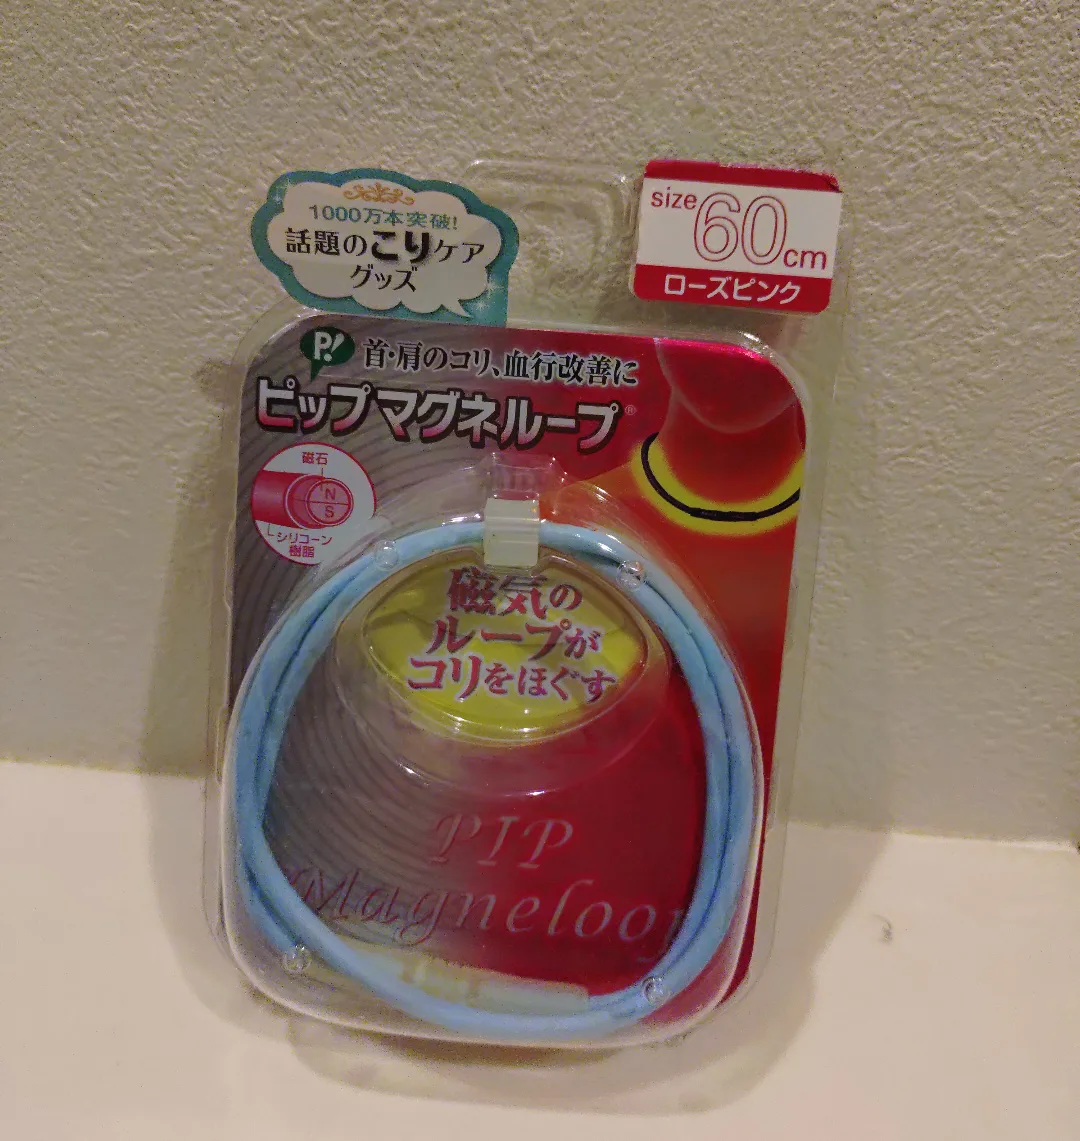 1000万本突破!
話題のこりケア
グッズ
size 60cm
ローズピンク
P!
首・肩のコリ、血行改善に
ピップマグネループ®
磁石
N
S
シリコーン
樹脂
磁気の
ループが
コリをほぐす
PIP
Magneloop